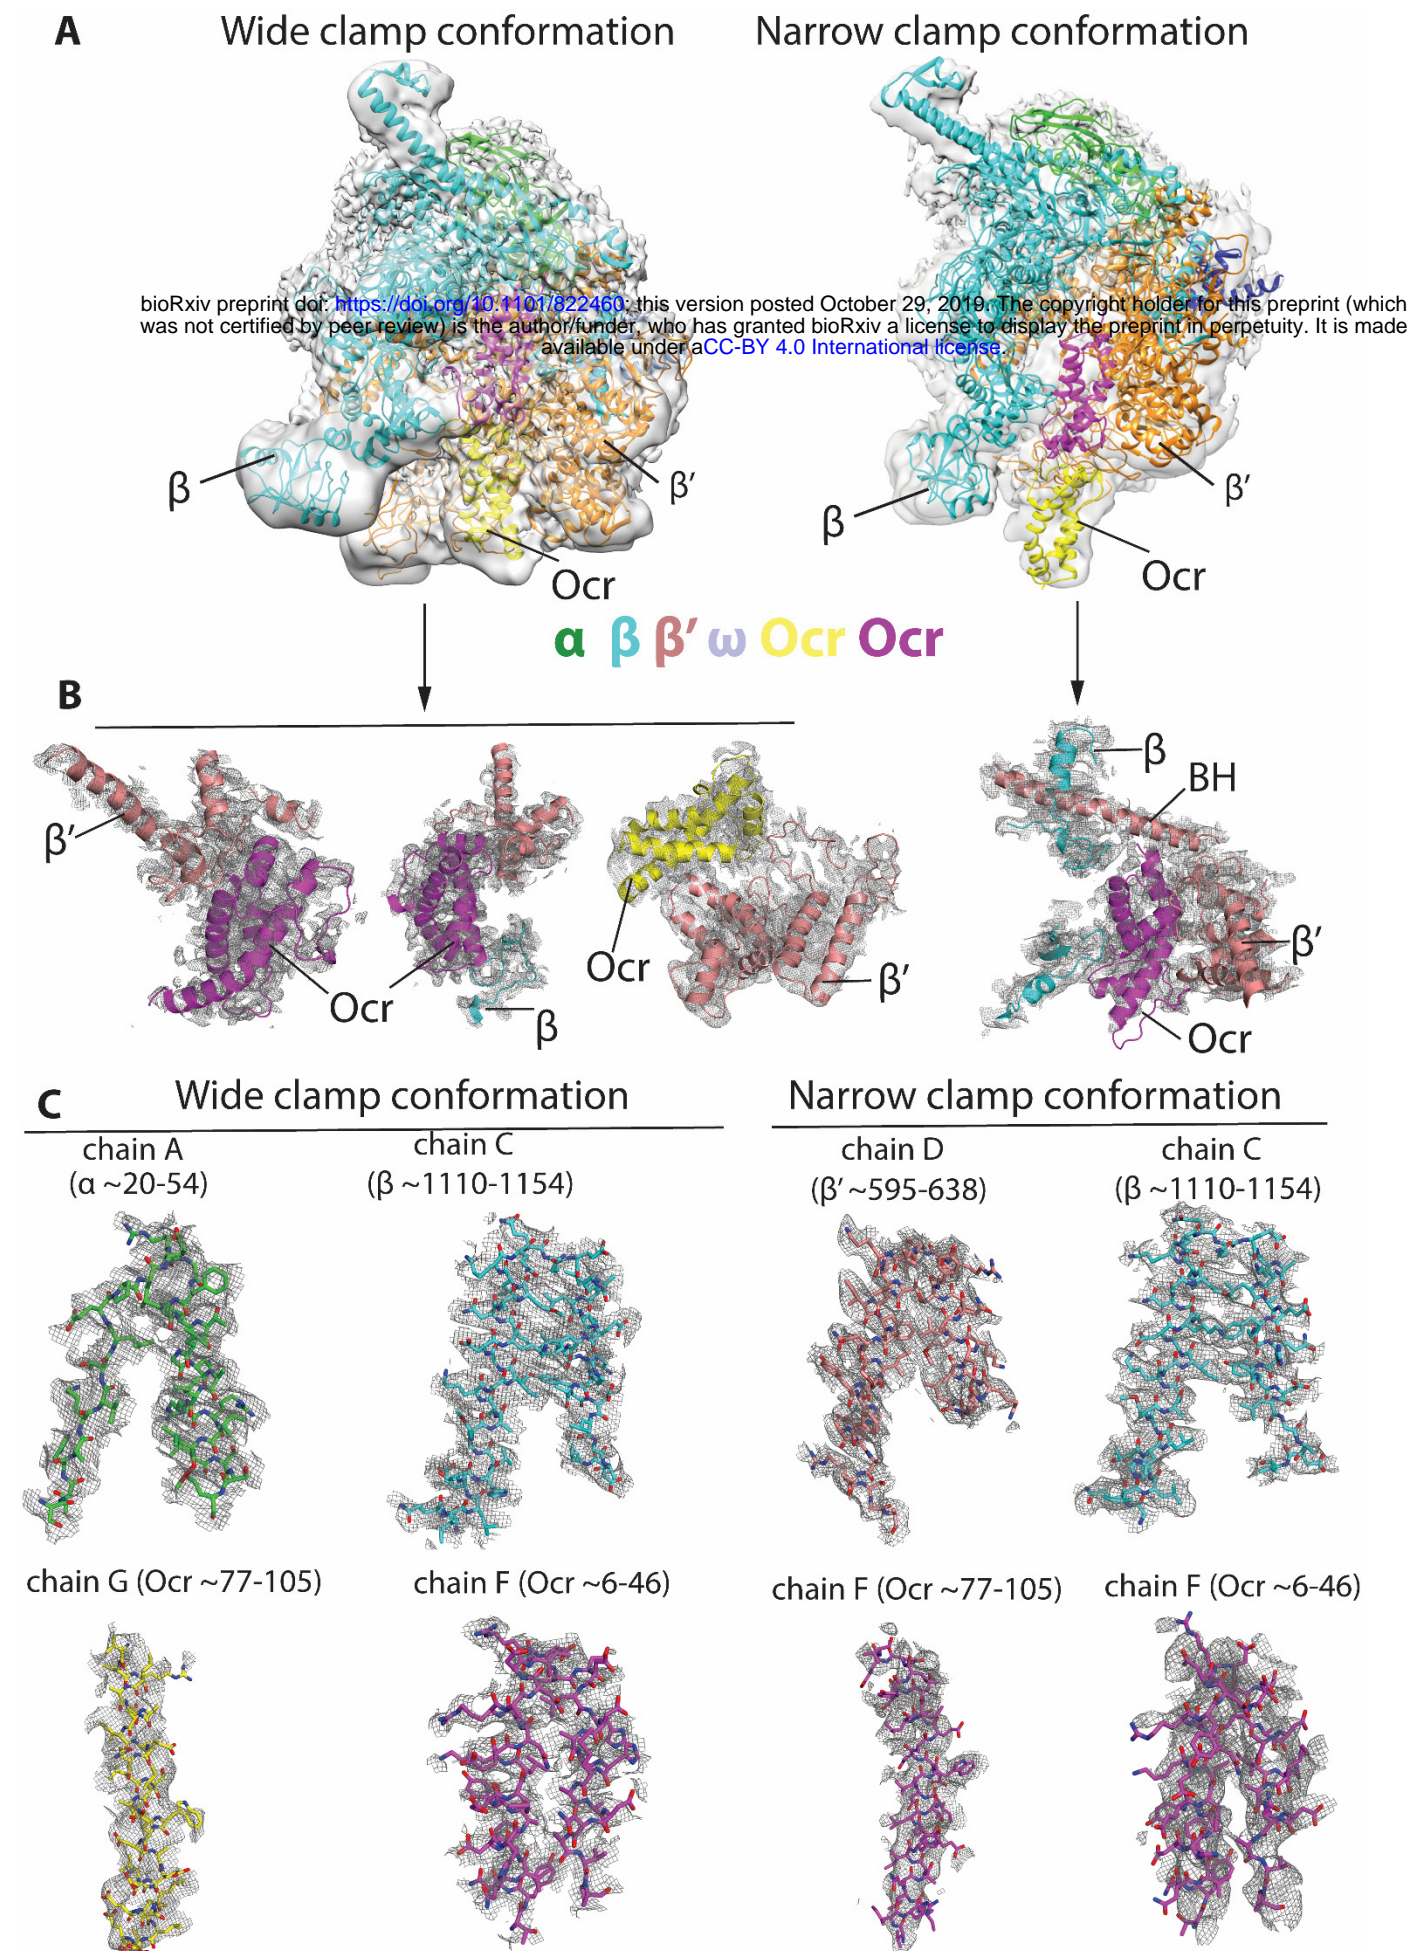 A
Wide clamp conformation
Narrow clamp conformation
bioRxiv preprint doi: https://doi.org/10.1101/822460; this version posted October 29, 2019. The copyright holder for this preprint (which
was not certified by peer review) is the author/funder, who has granted bioRxiv a license to display the preprint in perpetuity. It is made
available under aCC-BY 4.0 International license.
β
β′
Ocr
β
β′
Ocr
α β β′ ω Ocr Ocr
B
β′
Ocr
β
Ocr
β′
β
BH
β′
Ocr
C
Wide clamp conformation
Narrow clamp conformation
chain A
(α ~20-54)
chain C
(β ~1110-1154)
chain D
(β′ ~595-638)
chain C
(β ~1110-1154)
chain G (Ocr ~77-105)
chain F (Ocr ~6-46)
chain F (Ocr ~77-105)
chain F (Ocr ~6-46)